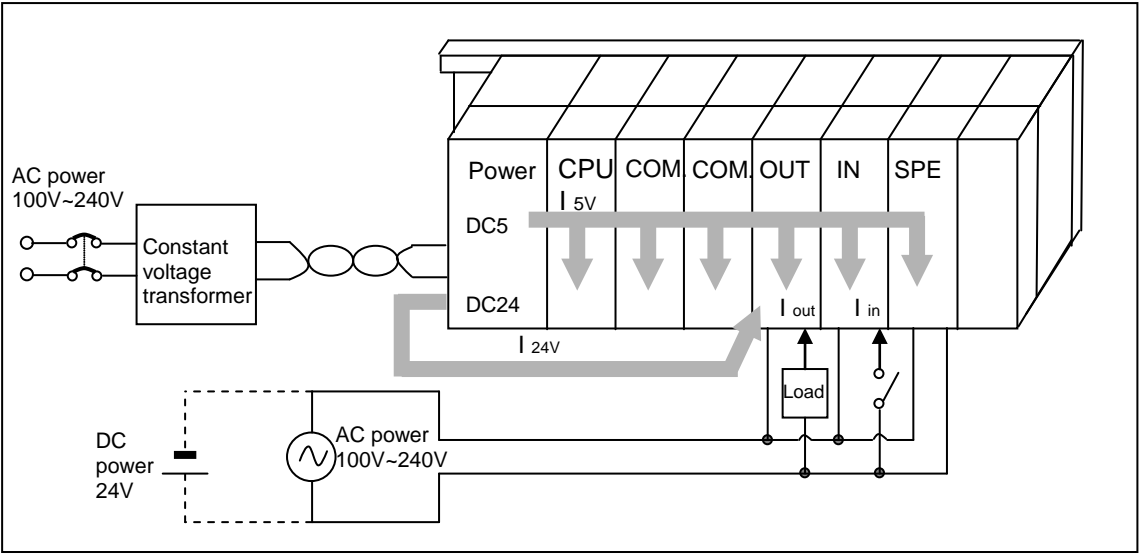 AC power
100V~240V
Constant
voltage
transformer
Power
CPU
COM.
COM.
OUT
IN
SPE
I 5V
DC5
DC24
I out
I in
I 24V
Load
DC
power
24V
AC power
100V~240V